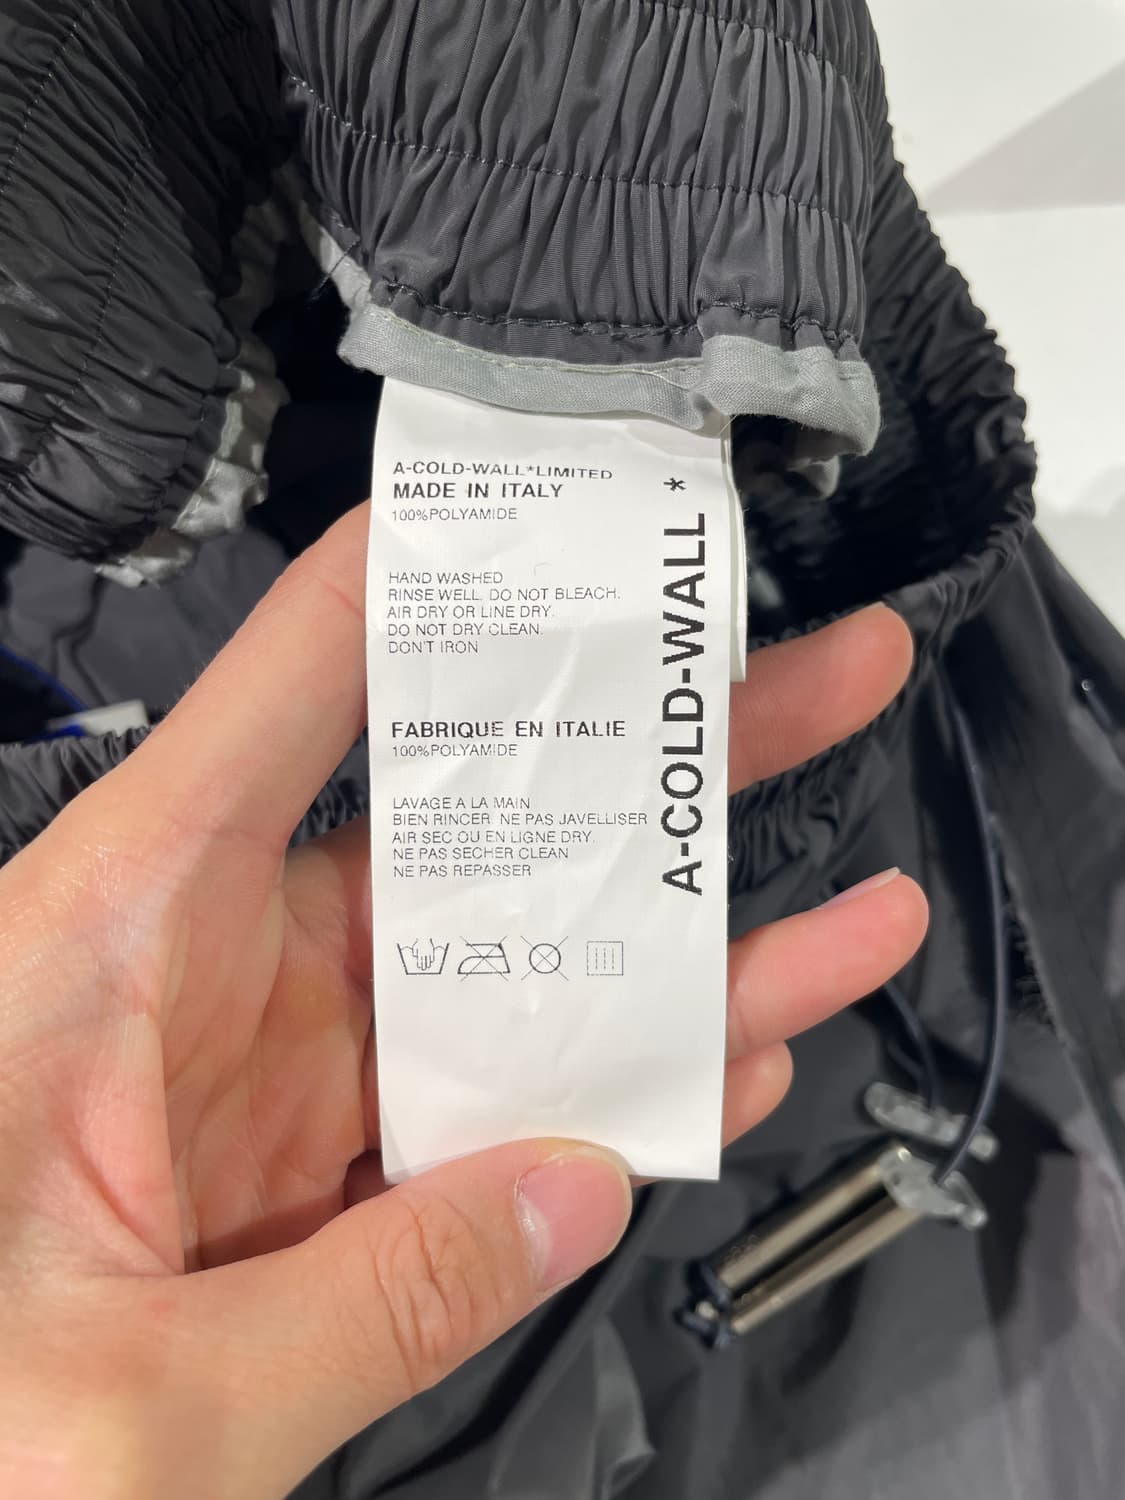 A-COLD-WALL*LIMITED
MADE IN ITALY
100%POLYAMIDE
HAND WASHED
RINSE WELL. DO NOT BLEACH.
AIR DRY OR LINE DRY.
DO NOT DRY CLEAN.
DON'T IRON
FABRIQUE EN ITALIE
100%POLYAMIDE
LAVAGE A LA MAIN
BIEN RINCER. NE PAS JAVELLISER
AIR SEC OU EN LIGNE DRY.
NE PAS SECHER CLEAN
NE PAS REPASSER
A-COLD-WALL*